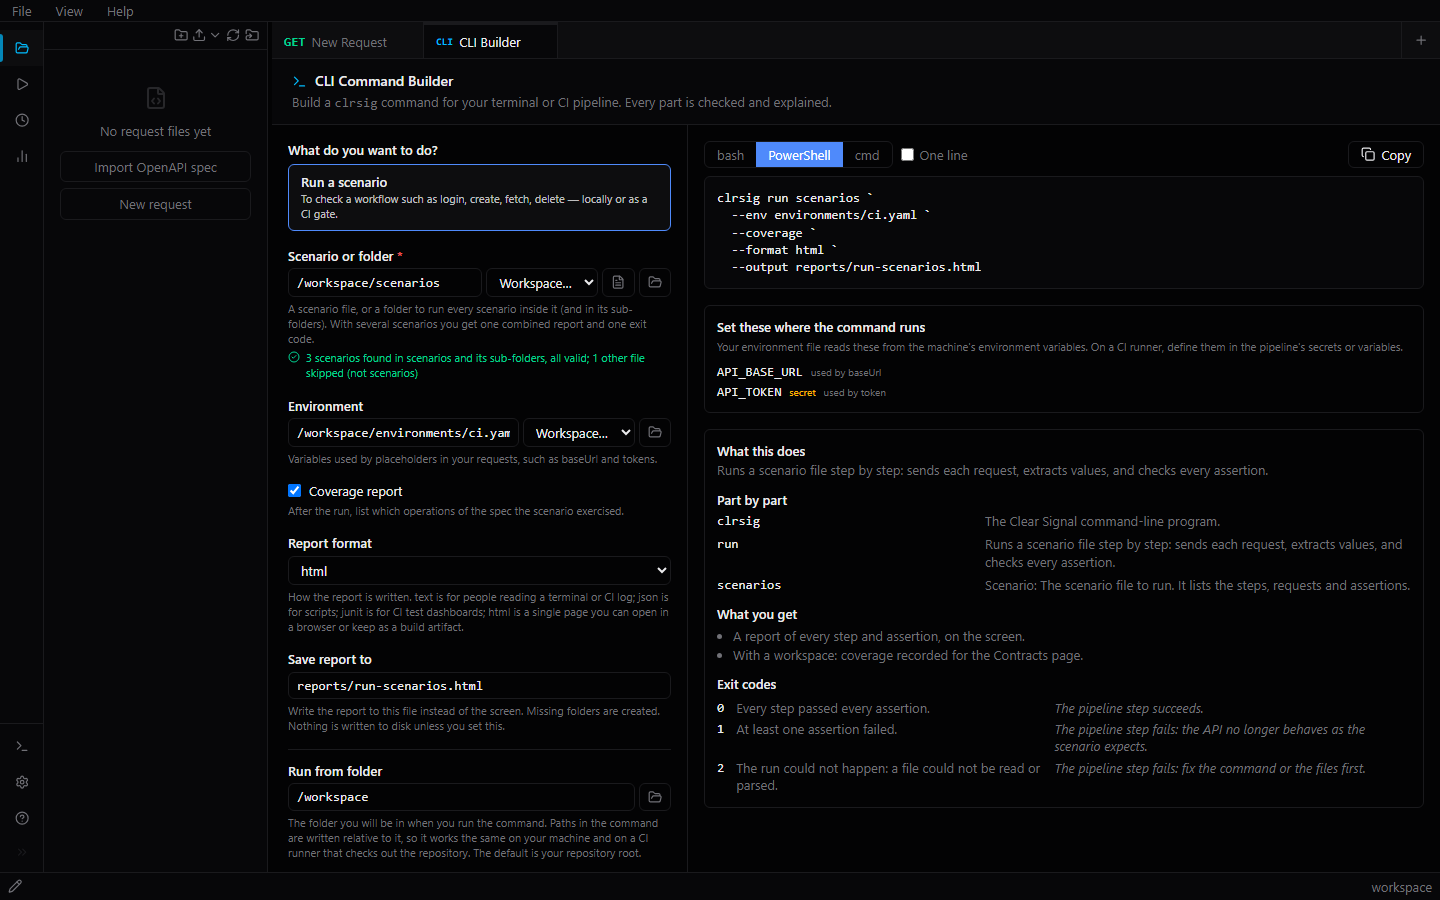 File View Help
GET New Request
CLI CLI Builder
CLI Command Builder
Build a clrsig command for your terminal or CI pipeline. Every part is checked and explained.
No request files yet
Import OpenAPI spec
New request
What do you want to do?
Run a scenario
To check a workflow such as login, create, fetch, delete — locally or as a
CI gate.
Scenario or folder *
/workspace/scenarios
Workspace...
A scenario file, or a folder to run every scenario inside it (and in its sub-
folders). With several scenarios you get one combined report and one exit
code.
3 scenarios found in scenarios and its sub-folders, all valid; 1 other file
skipped (not scenarios)
Environment
/workspace/environments/ci.yam
Workspace...
Variables used by placeholders in your requests, such as baseUrl and tokens.
Coverage report
After the run, list which operations of the spec the scenario exercised.
Report format
html
How the report is written. text is for people reading a terminal or CI log; json is
for scripts; junit is for CI test dashboards; html is a single page you can open in
a browser or keep as a build artifact.
Save report to
reports/run-scenarios.html
Write the report to this file instead of the screen. Missing folders are created.
Nothing is written to disk unless you set this.
Run from folder
/workspace
The folder you will be in when you run the command. Paths in the command
are written relative to it, so it works the same on your machine and on a CI
runner that checks out the repository. The default is your repository root.
bash PowerShell cmd One line
Copy
clrsig run scenarios `
--env environments/ci.yaml `
--coverage `
--format html `
--output reports/run-scenarios.html
Set these where the command runs
Your environment file reads these from the machine's environment variables. On a CI runner, define them in the pipeline's secrets or variables.
API_BASE_URL used by baseUrl
API_TOKEN secret used by token
What this does
Runs a scenario file step by step: sends each request, extracts values, and checks every assertion.
Part by part
clrsig The Clear Signal command-line program.
run Runs a scenario file step by step: sends each request, extracts values, and
checks every assertion.
scenarios Scenario: The scenario file to run. It lists the steps, requests and assertions.
What you get
• A report of every step and assertion, on the screen.
• With a workspace: coverage recorded for the Contracts page.
Exit codes
0 Every step passed every assertion. The pipeline step succeeds.
1 At least one assertion failed. The pipeline step fails: the API no longer behaves as the
scenario expects.
2 The run could not happen: a file could not be read or The pipeline step fails: fix the command or the files first.
parsed.
workspace